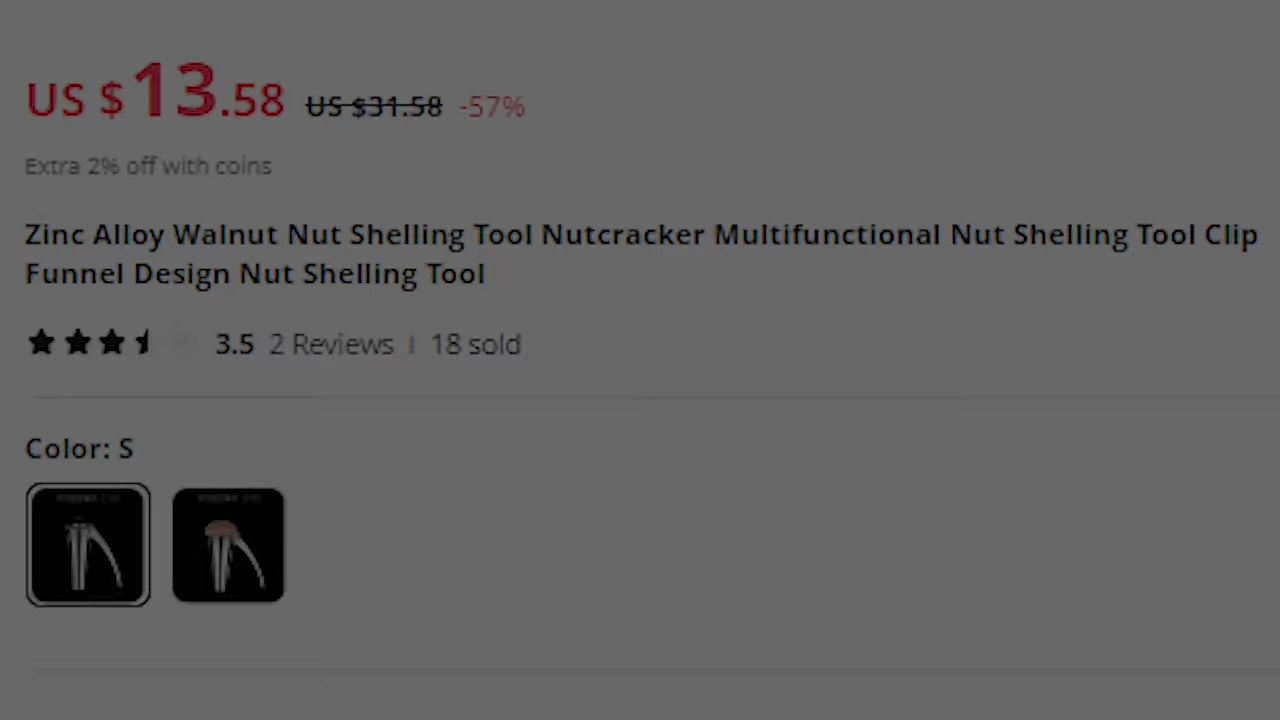 US $13.58 US $31.58 -57%
Extra 2% off with coins
Zinc Alloy Walnut Nut Shelling Tool Nutcracker Multifunctional Nut Shelling Tool Clip
Funnel Design Nut Shelling Tool
3.5 2 Reviews | 18 sold
Color: S